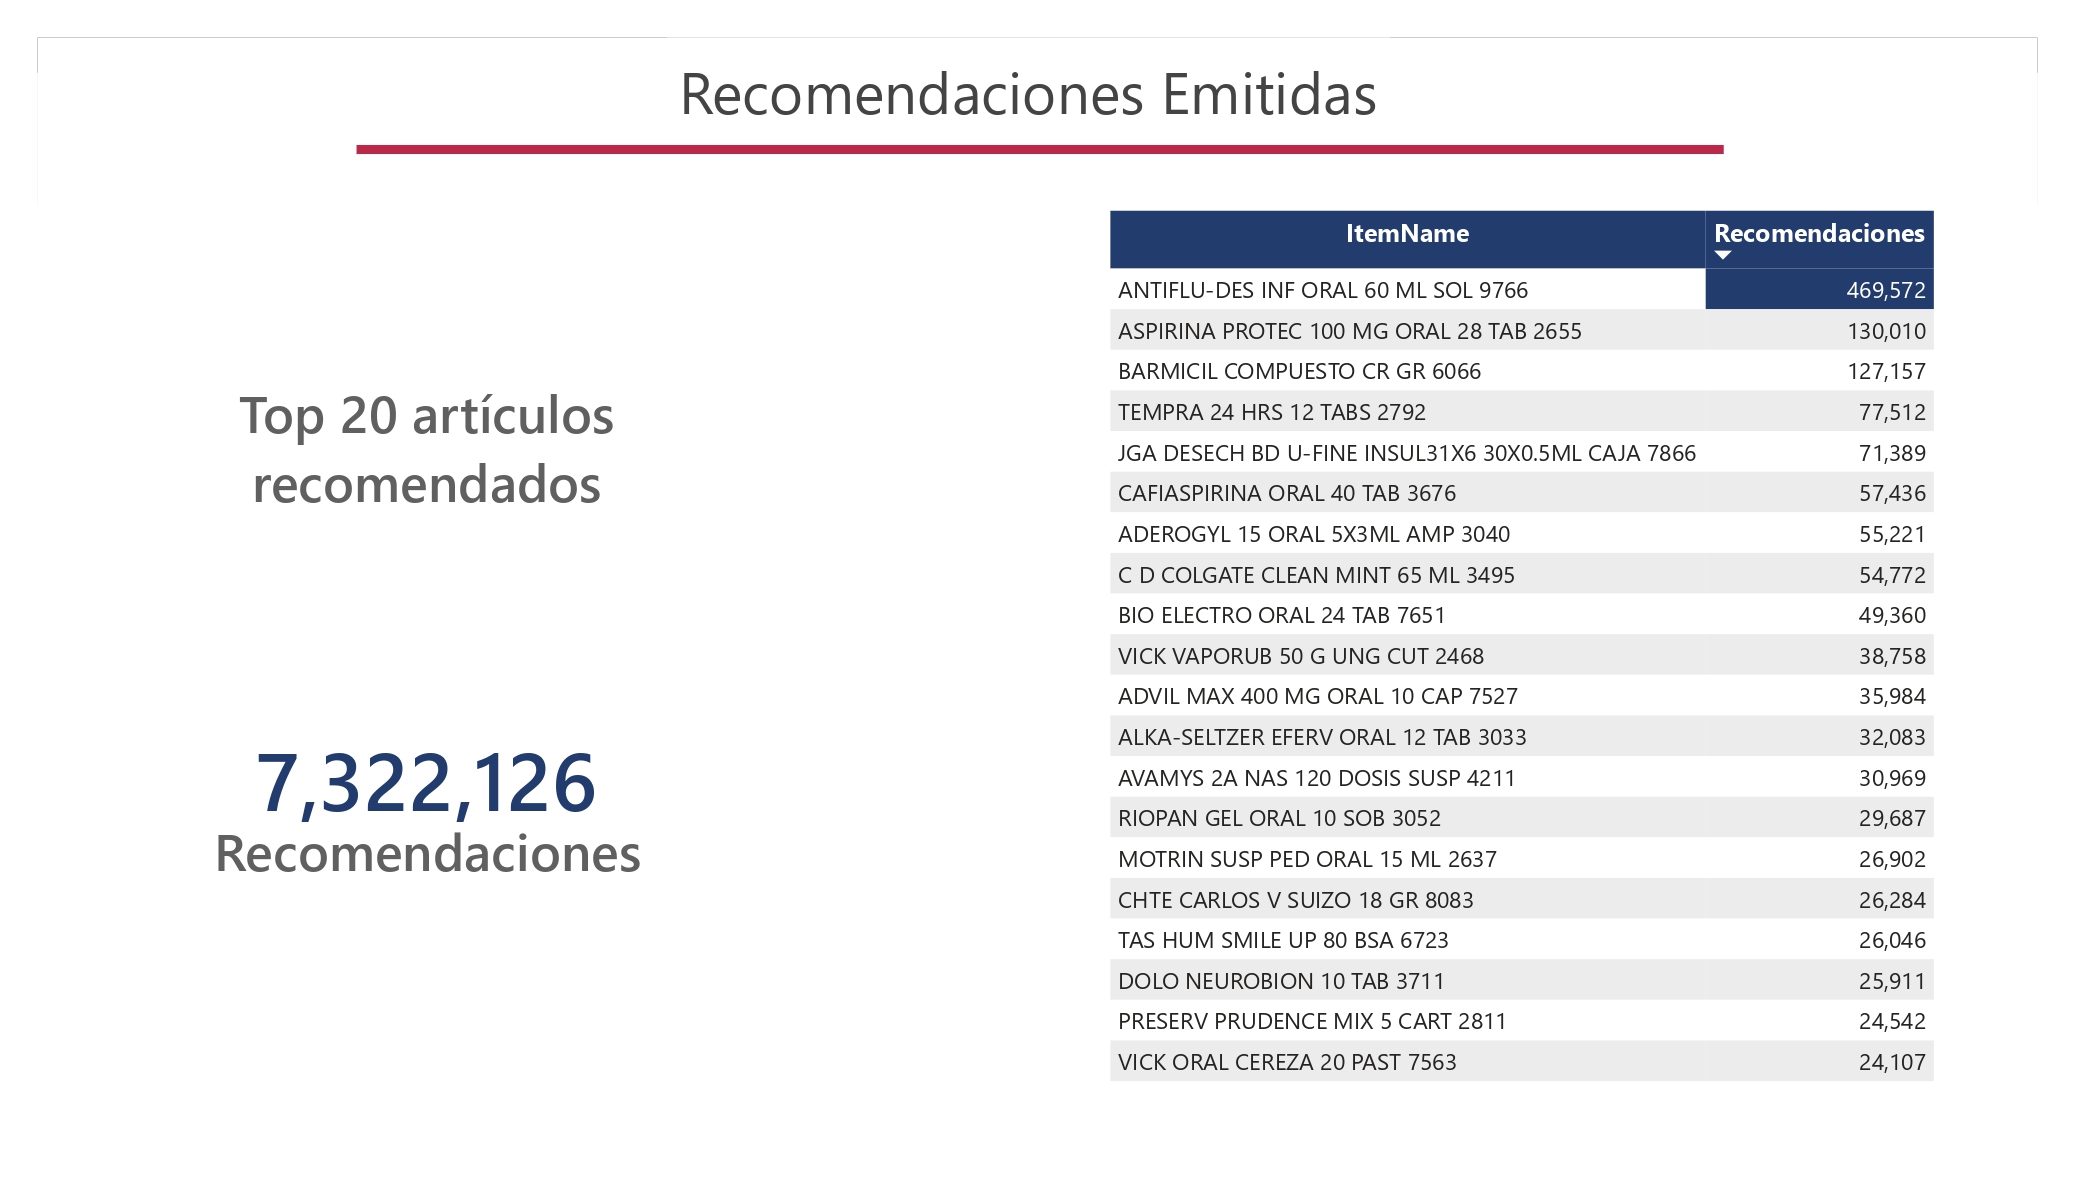 Recomendaciones Emitidas
Top 20 artículos
recomendados
7,322,126
Recomendaciones
ItemName Recomendaciones
ANTIFLU-DES INF ORAL 60 ML SOL 9766 469,572
ASPIRINA PROTEC 100 MG ORAL 28 TAB 2655 130,010
BARMICIL COMPUESTO CR GR 6066 127,157
TEMPRA 24 HRS 12 TABS 2792 77,512
JGA DESECH BD U-FINE INSUL31X6 30X0.5ML CAJA 7866 71,389
CAFIASPIRINA ORAL 40 TAB 3676 57,436
ADEROGYL 15 ORAL 5X3ML AMP 3040 55,221
C D COLGATE CLEAN MINT 65 ML 3495 54,772
BIO ELECTRO ORAL 24 TAB 7651 49,360
VICK VAPORUB 50 G UNG CUT 2468 38,758
ADVIL MAX 400 MG ORAL 10 CAP 7527 35,984
ALKA-SELTZER EFERV ORAL 12 TAB 3033 32,083
AVAMYS 2A NAS 120 DOSIS SUSP 4211 30,969
RIOPAN GEL ORAL 10 SOB 3052 29,687
MOTRIN SUSP PED ORAL 15 ML 2637 26,902
CHTE CARLOS V SUIZO 18 GR 8083 26,284
TAS HUM SMILE UP 80 BSA 6723 26,046
DOLO NEUROBION 10 TAB 3711 25,911
PRESERV PRUDENCE MIX 5 CART 2811 24,542
VICK ORAL CEREZA 20 PAST 7563 24,107